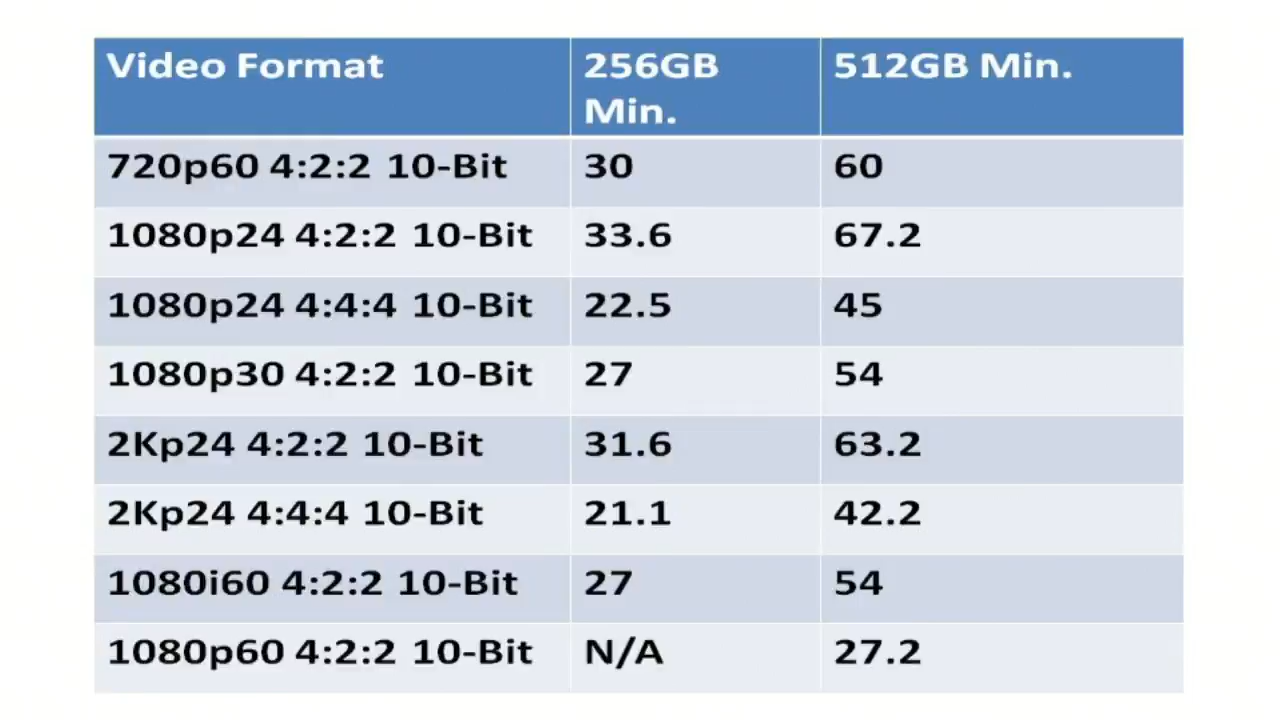 Video Format 256GB Min. 512GB Min.
720p60 4:2:2 10-Bit 30 60
1080p24 4:2:2 10-Bit 33.6 67.2
1080p24 4:4:4 10-Bit 22.5 45
1080p30 4:2:2 10-Bit 27 54
2Kp24 4:2:2 10-Bit 31.6 63.2
2Kp24 4:4:4 10-Bit 21.1 42.2
1080i60 4:2:2 10-Bit 27 54
1080p60 4:2:2 10-Bit N/A 27.2